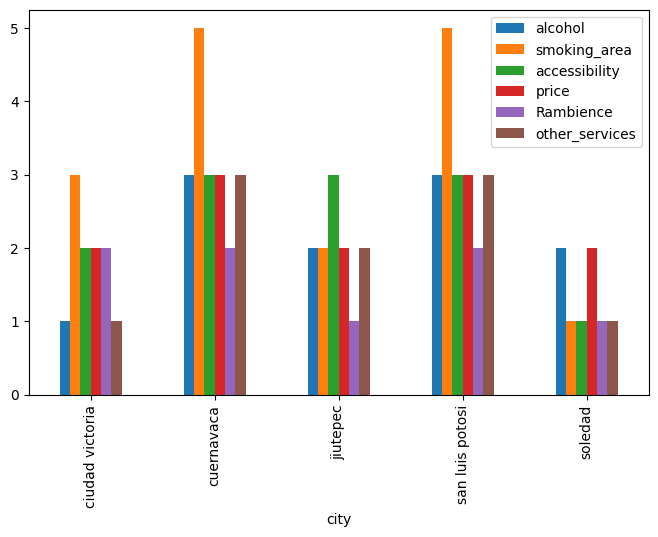 5
4
3
2
1
0
alcohol
smoking_area
accessibility
price
Rambience
other_services
ciudad victoria
cuernavaca
jiutepec
san luis potosi
soledad
city